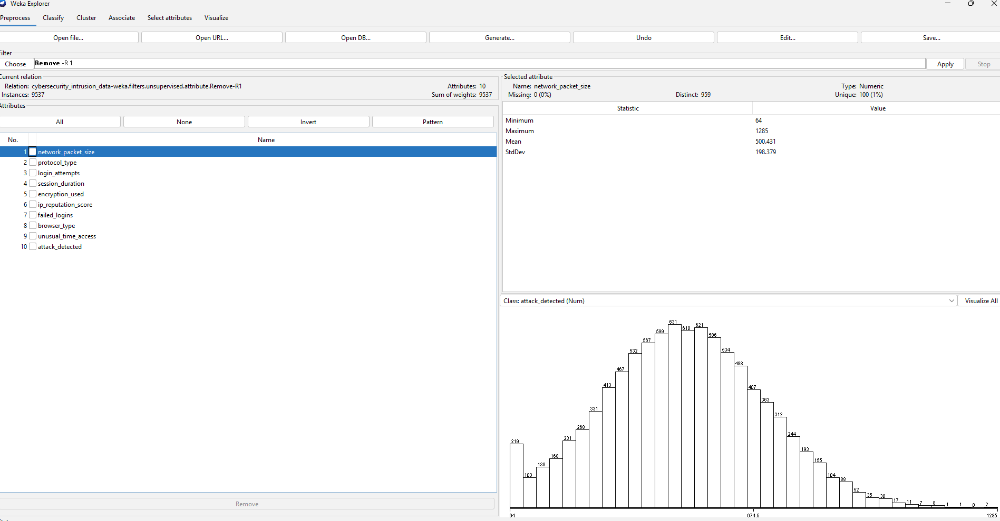 Weka Explorer
Preprocess Classify Cluster Associate Select attributes Visualize
Open file... Open URL... Open DB... Generate... Undo Edit... Save...
Filter
Choose Remove -R 1 Apply Stop
Current relation
Relation: cybersecurity_intrusion_data-weka.filters.unsupervised.attribute.Remove-R1 Attributes: 10
Instances: 9537 Sum of weights: 9537
Attributes
All None Invert Pattern
No. Name
1 network_packet_size
2 protocol_type
3 login_attempts
4 session_duration
5 encryption_used
6 ip_reputation_score
7 failed_logins
8 browser_type
9 unusual_time_access
10 attack_detected
Remove
Selected attribute
Name: network_packet_size Type: Numeric
Missing: 0 (0%) Distinct: 959 Unique: 100 (1%)
Statistic Value
Minimum 64
Maximum 1285
Mean 500.431
StdDev 198.379
Class: attack_detected (Num) Visualize All
219 103 139 168 231 268 331 413 467 532 567 599 631 610 621 586 534 488 407 363 312 244 193 155 104 88 52 35 30 17 11 7 8 1 1 0 2
64 674.5 1285